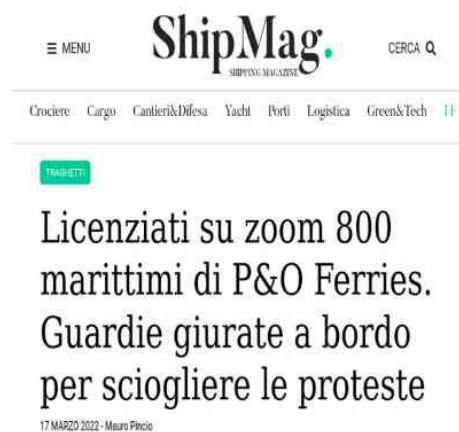 ≡ MENU ShipMag. CERCA
SHIPPING MAGAZINE
Crociere Cargo Cantieri&Difesa Yacht Porti Logistica Green&Tech
TRAGHETTI
Licenziati su zoom 800
marittimi di P&O Ferries.
Guardie giurate a bordo
per sciogliere le proteste
17 MARZO 2022 - Mauro Pincio